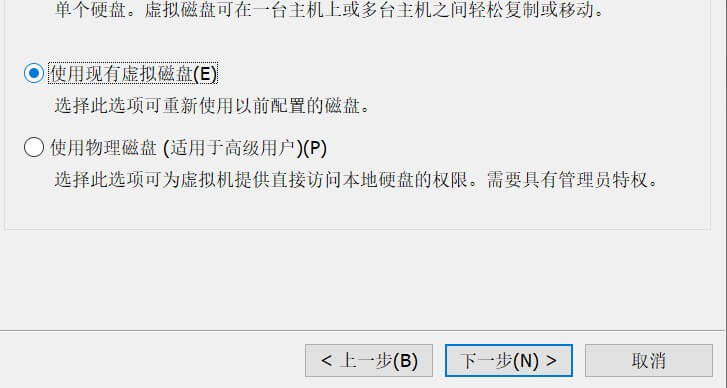 单个硬盘。虚拟磁盘可在一台主机上或多台主机之间轻松复制或移动。
使用现有虚拟磁盘(E)
选择此选项可重新使用以前配置的磁盘。
使用物理磁盘 (适用于高级用户)(P)
选择此选项可为虚拟机提供直接访问本地硬盘的权限。需要具有管理员特权。
< 上一步(B) 下一步(N) > 取消